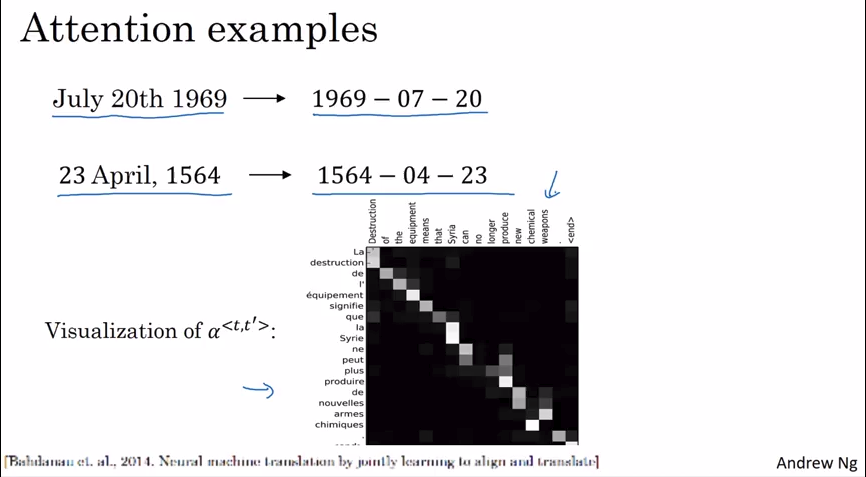 Attention examples
July 20th 1969 → 1969 − 07 − 20
23 April, 1564 → 1564 − 04 − 23
Destruction
of
the
equipment
means
that
Syria
can
no
longer
produce
new
chemical
weapons
.
<end>
La
destruction
de
l'
équipement
signifie
que
la
Syrie
ne
peut
plus
produire
de
nouvelles
armes
chimiques
.
Visualization of α<t,t′>:
[Bahdanau et. al., 2014. Neural machine translation by jointly learning to align and translate]
Andrew Ng